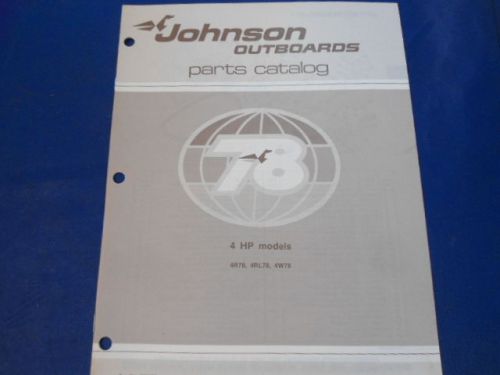 Johnson
OUTBOARDS
parts catalog
78
4 HP models
4R78, 4RL78, 4W78